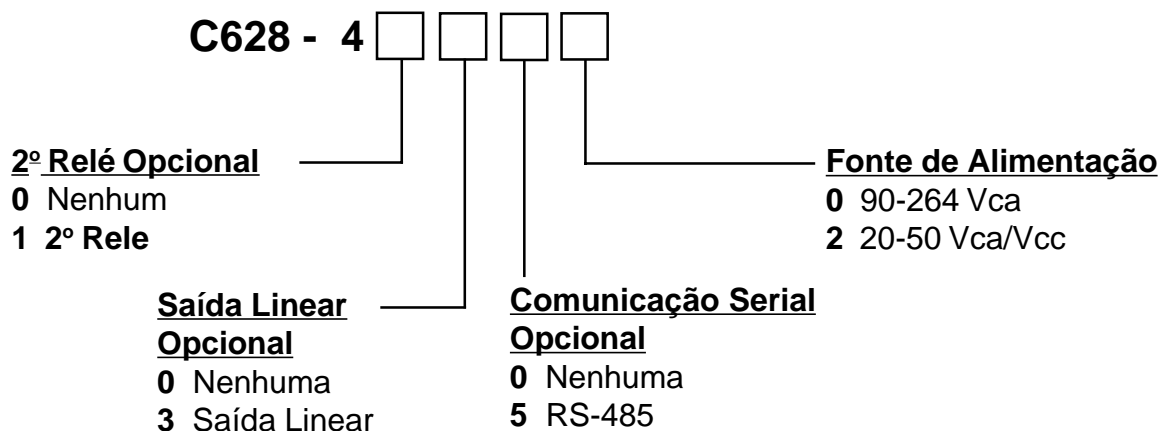 C628 - 4
2º Relé Opcional
0 Nenhum
1 2º Rele
Fonte de Alimentação
0 90-264 Vca
2 20-50 Vca/Vcc
Saída Linear
Opcional
0 Nenhuma
3 Saída Linear
Comunicação Serial
Opcional
0 Nenhuma
5 RS-485